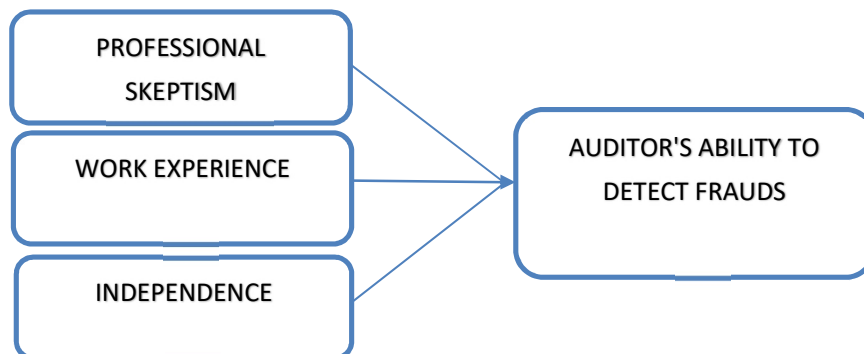 PROFESSIONAL
SKEPTISM
WORK EXPERIENCE
INDEPENDENCE
AUDITOR'S ABILITY TO
DETECT FRAUDS